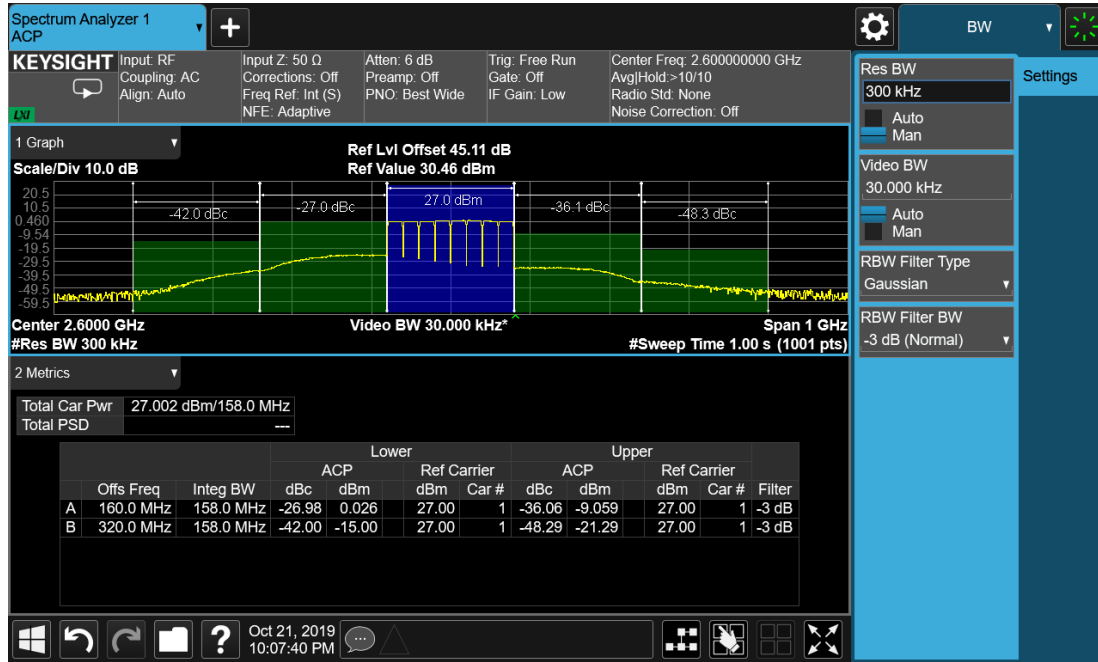 Spectrum Analyzer 1
ACP
+
BW
KEYSIGHT
LXI
Input: RF
Coupling: AC
Align: Auto
Input Z: 50 Ω
Corrections: Off
Freq Ref: Int (S)
NFE: Adaptive
Atten: 6 dB
Preamp: Off
PNO: Best Wide
Trig: Free Run
Gate: Off
IF Gain: Low
Center Freq: 2.600000000 GHz
Avg|Hold:>10/10
Radio Std: None
Noise Correction: Off
1 Graph
Scale/Div 10.0 dB
Ref Lvl Offset 45.11 dB
Ref Value 30.46 dBm
20.5
10.5
0.460
-9.54
-19.5
-29.5
-39.5
-49.5
-59.5
-42.0 dBc
-27.0 dBc
27.0 dBm
-36.1 dBc
-48.3 dBc
Center 2.6000 GHz
Video BW 30.000 kHz*
Span 1 GHz
#Res BW 300 kHz
#Sweep Time 1.00 s (1001 pts)
2 Metrics
Total Car Pwr 27.002 dBm/158.0 MHz
Total PSD ---
Lower Upper
ACP Ref Carrier ACP Ref Carrier
Offs Freq Integ BW dBc dBm dBm Car # dBc dBm dBm Car # Filter
A 160.0 MHz 158.0 MHz -26.98 0.026 27.00 1 -36.06 -9.059 27.00 1 -3 dB
B 320.0 MHz 158.0 MHz -42.00 -15.00 27.00 1 -48.29 -21.29 27.00 1 -3 dB
Res BW
300 kHz
Auto
Man
Video BW
30.000 kHz
Auto
Man
RBW Filter Type
Gaussian
RBW Filter BW
-3 dB (Normal)
Settings
?
Oct 21, 2019
10:07:40 PM